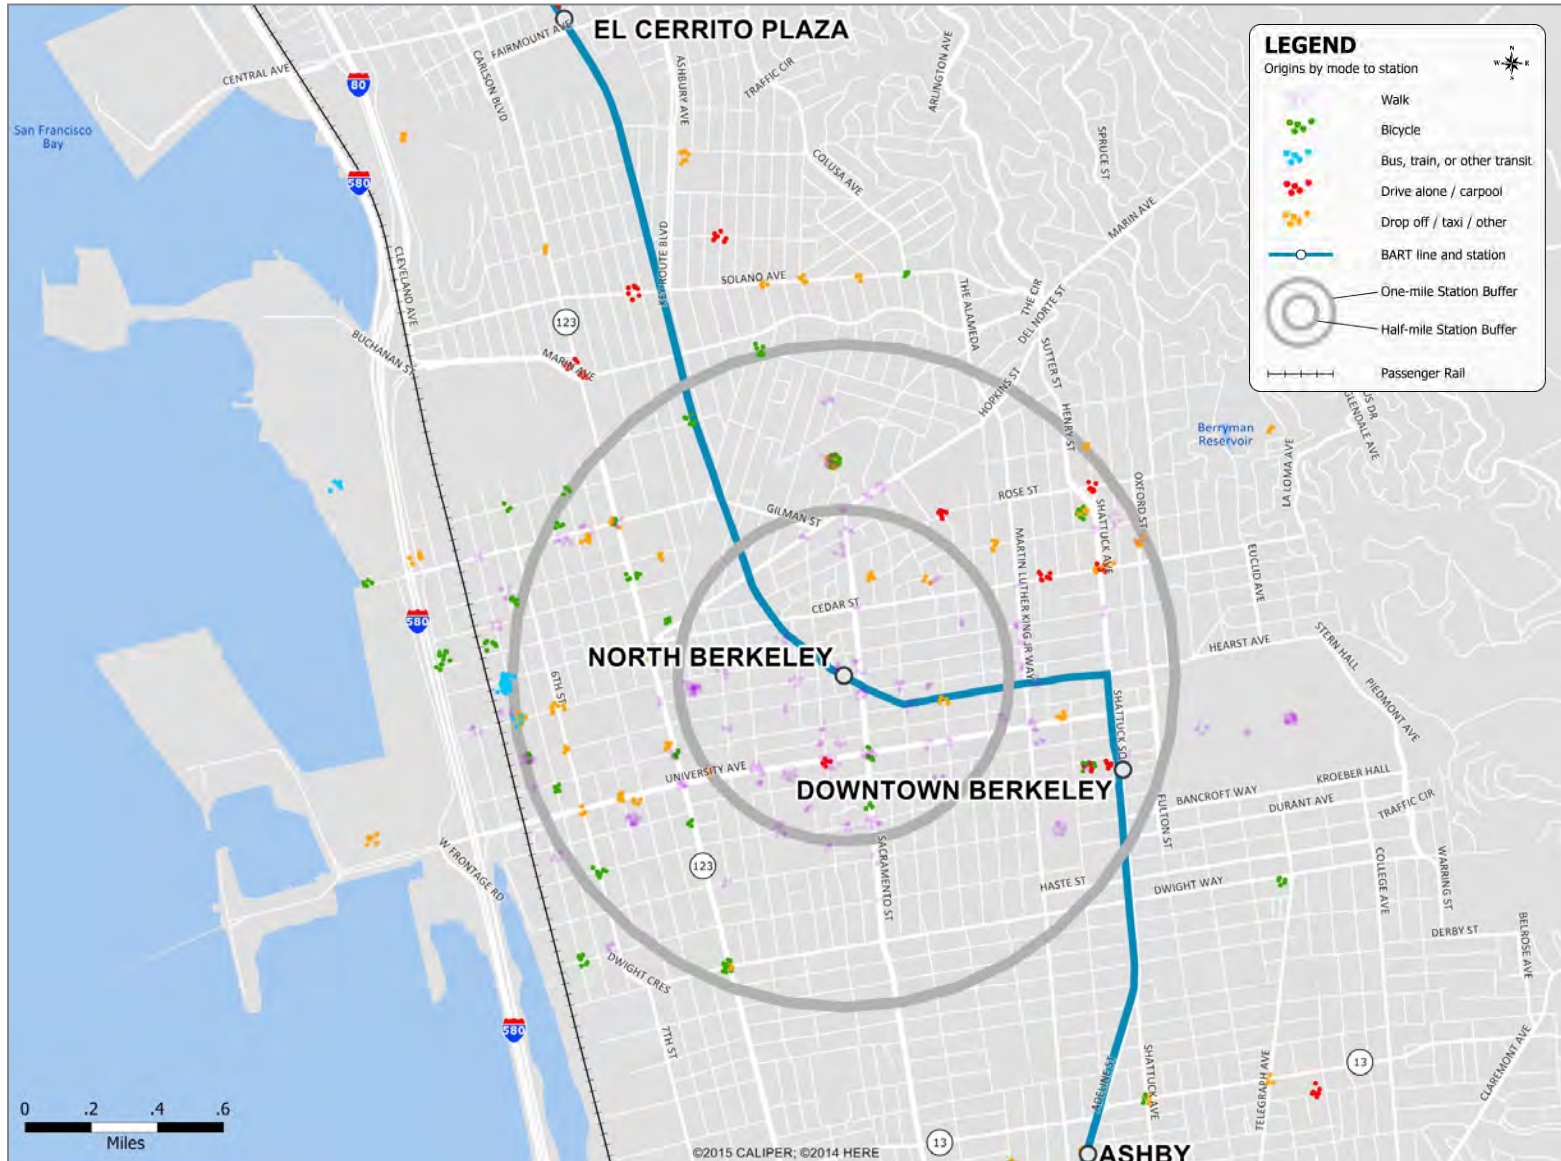 EL CERRITO PLAZA
FAIRMOUNT AVE
CENTRAL AVE
CARLSON BLVD
ASHBURY AVE
TRAFFIC CIR
ARLINGTON AVE
80
San Francisco
Bay
580
COLUSA AVE
SPRUCE ST
MARIN AVE
KEY ROUTE BLVD
CLEVELAND AVE
SOLANO AVE
THE ALAMEDA
THE CIR
DEL NORTE ST
123
BUCHANAN ST
MARIN AVE
SUTTER ST
HOPKINS ST
HENRY ST
LEGEND
Origins by mode to station
N
W
E
S
Walk
Bicycle
Bus, train, or other transit
Drive alone / carpool
Drop off / taxi / other
BART line and station
One-mile Station Buffer
Half-mile Station Buffer
Passenger Rail
US DR
GLENDALE AVE
Berryman
Reservoir
LA LOMA AVE
OXFORD ST
ROSE ST
GILMAN ST
SHATTUCK AVE
MARTIN LUTHER KING JR WAY
EUCLID AVE
CEDAR ST
580
HEARST AVE
STERN HALL
NORTH BERKELEY
6TH ST
PIEDMONT AVE
SHATTUCK SQ
UNIVERSITY AVE
DOWNTOWN BERKELEY
KROEBER HALL
BANCROFT WAY
DURANT AVE
TRAFFIC CIR
FULTON ST
W FRONTAGE RD
123
SACRAMENTO ST
HASTE ST
DWIGHT WAY
COLLEGE AVE
WARRING ST
DERBY ST
BELROSE AVE
DWIGHT CRES
580
7TH ST
ADELINE ST
SHATTUCK AVE
TELEGRAPH AVE
13
CLAREMONT AVE
0 .2 .4 .6
Miles
©2015 CALIPER; ©2014 HERE
13
ASHBY